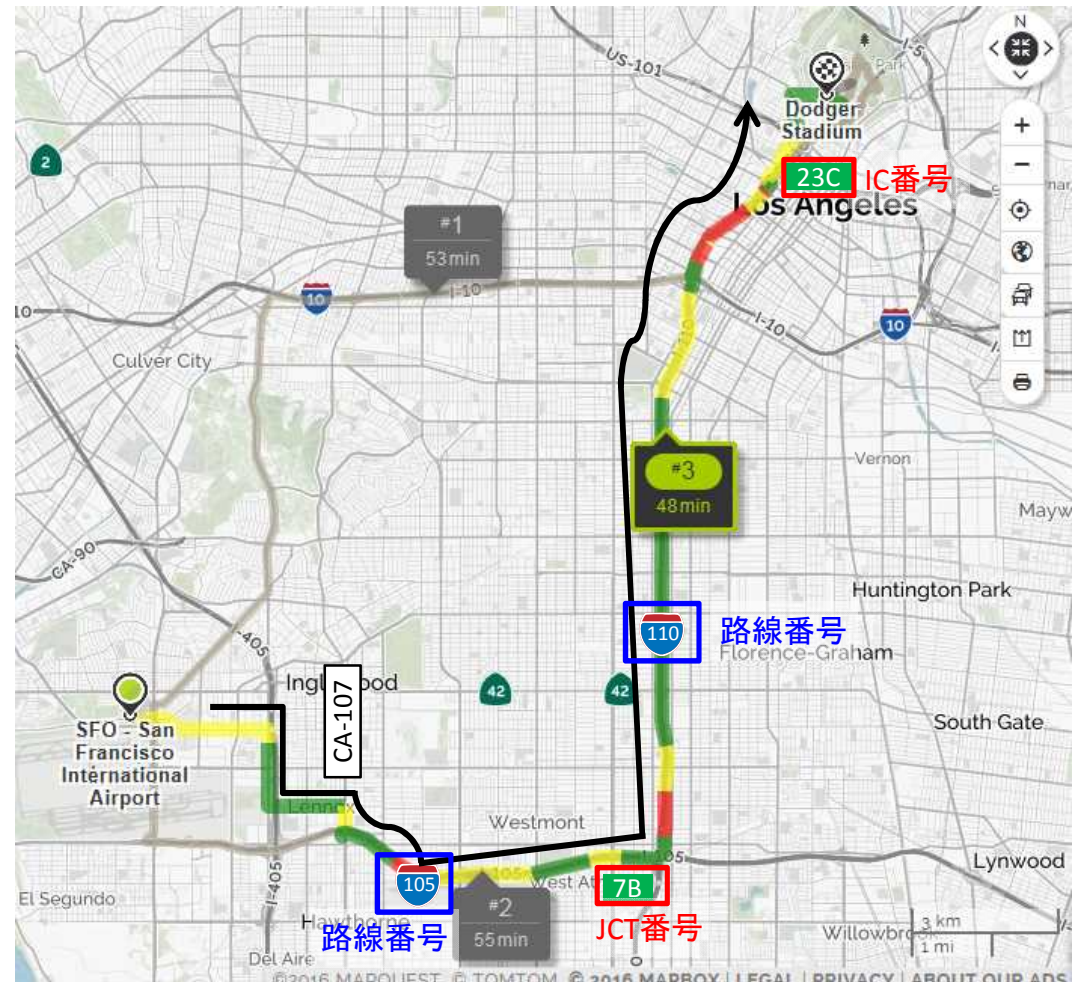 N
US-101
I-5
Park
Dodger
Stadium
2
23C IC番号
Los Angeles
#1
53min
I-10
10
10
I-10
10
Culver City
I-110
Vernon
#3
48min
Mayw
CA-90
Huntington Park
110 路線番号
Florence-Graham
I-405
Inglewood
42
42
CA-107
SFO - San
Francisco
International
Airport
South Gate
Lennox
Westmont
105
Lynwood
105
105
7B
JCT番号
El Segundo
I-405
Hawthorne
路線番号
#2
55min
Willowbrook
3 km
1 mi
Del Aire
©2016 MAPQUEST © TOMTOM © 2016 MAPBOX | LEGAL | PRIVACY | ABOUT OUR ADS